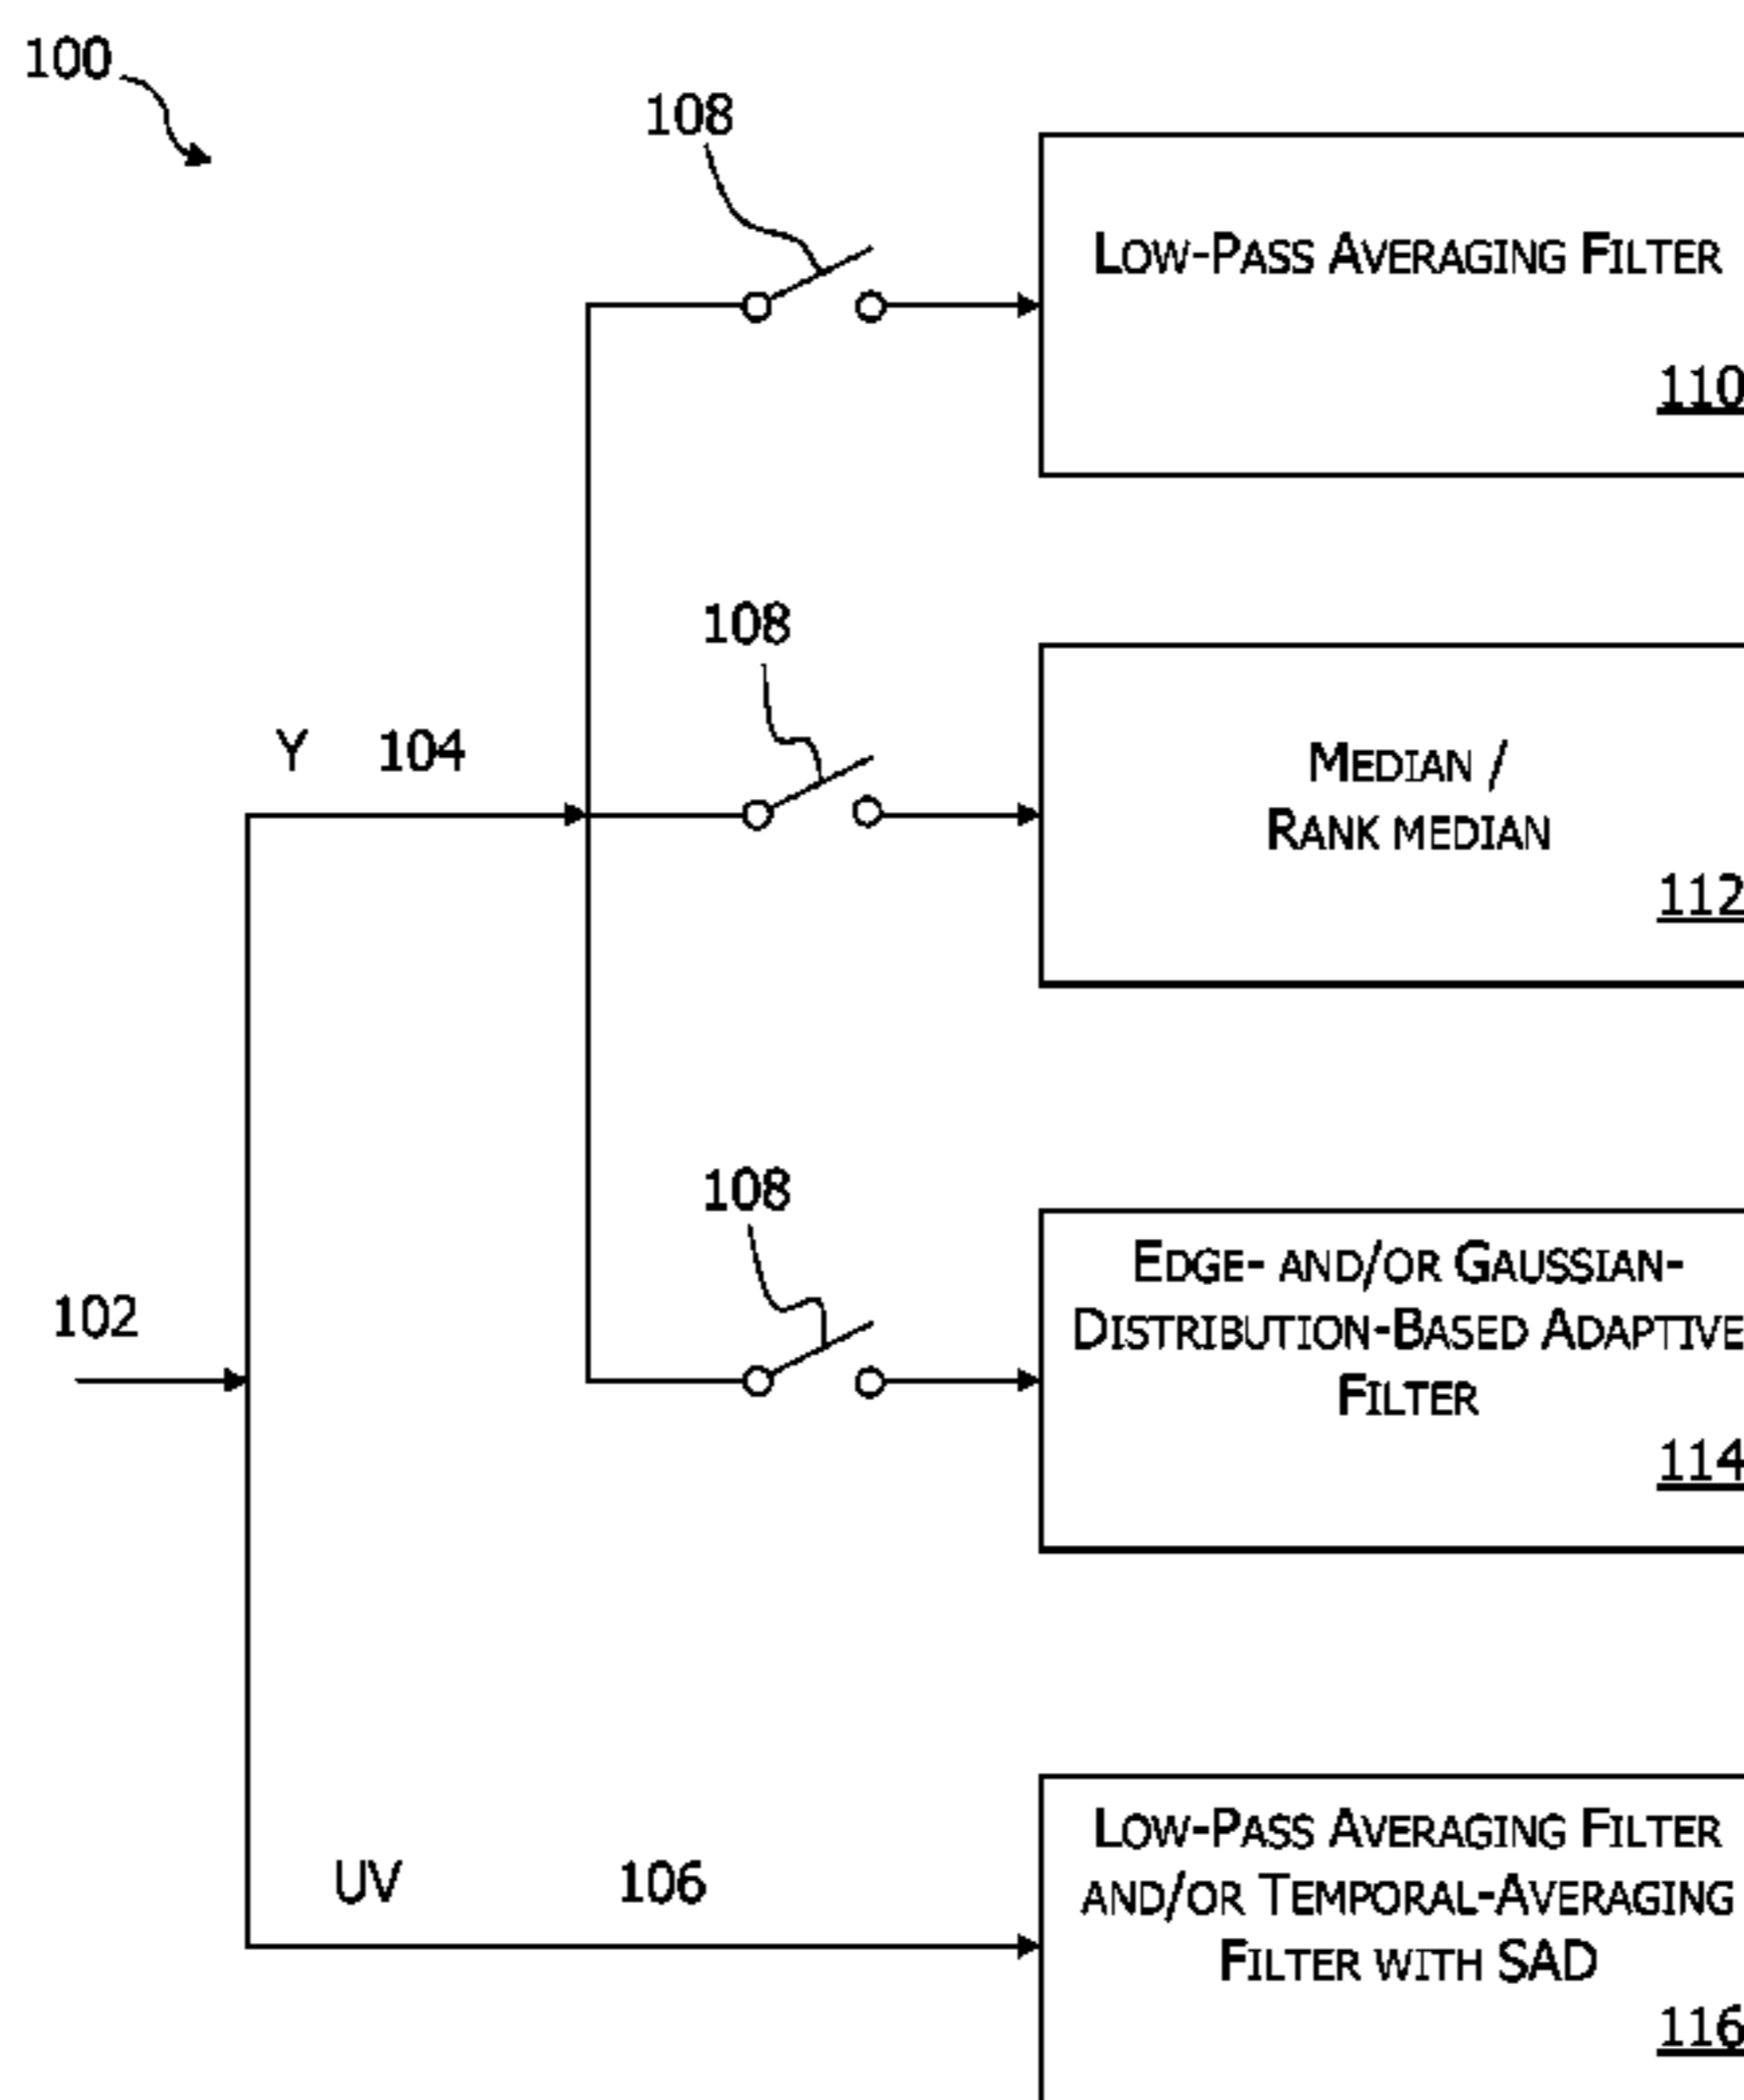 100
108
LOW-PASS AVERAGING FILTER
110
108
Y 104
MEDIAN /
RANK MEDIAN
112
108
EDGE- AND/OR GAUSSIAN-
DISTRIBUTION-BASED ADAPTIVE
FILTER
114
102
LOW-PASS AVERAGING FILTER
AND/OR TEMPORAL-AVERAGING
FILTER WITH SAD
116
UV 106